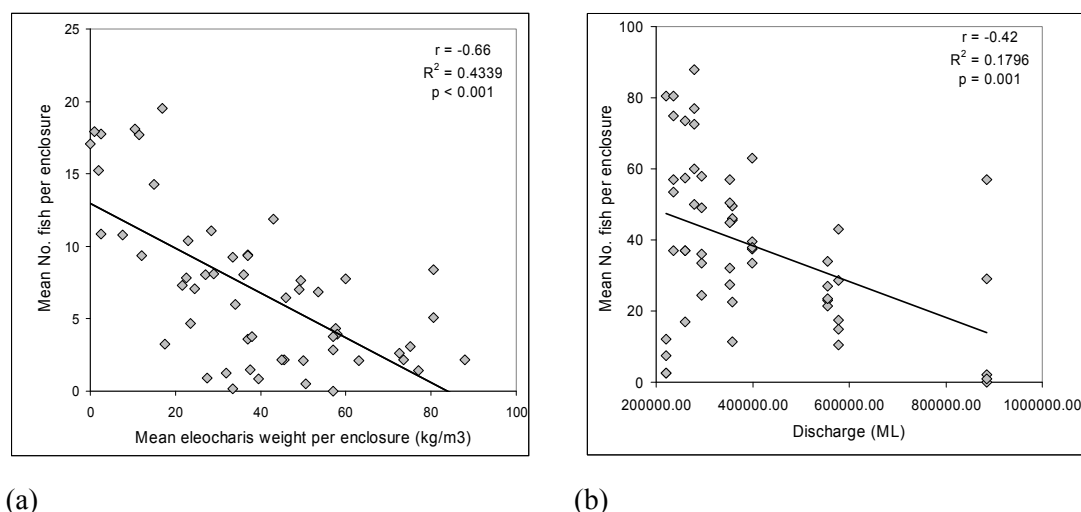 r = -0.66
R² = 0.4339
p < 0.001
25
20
15
10
5
0
Mean No. fish per enclosure
0 20 40 60 80 100
Mean eleocharis weight per enclosure (kg/m3)
(a)
r = -0.42
R² = 0.1796
p = 0.001
100
80
60
40
20
0
Mean No. fish per enclosure
200000.00 400000.00 600000.00 800000.00 1000000.00
Discharge (ML)
(b)